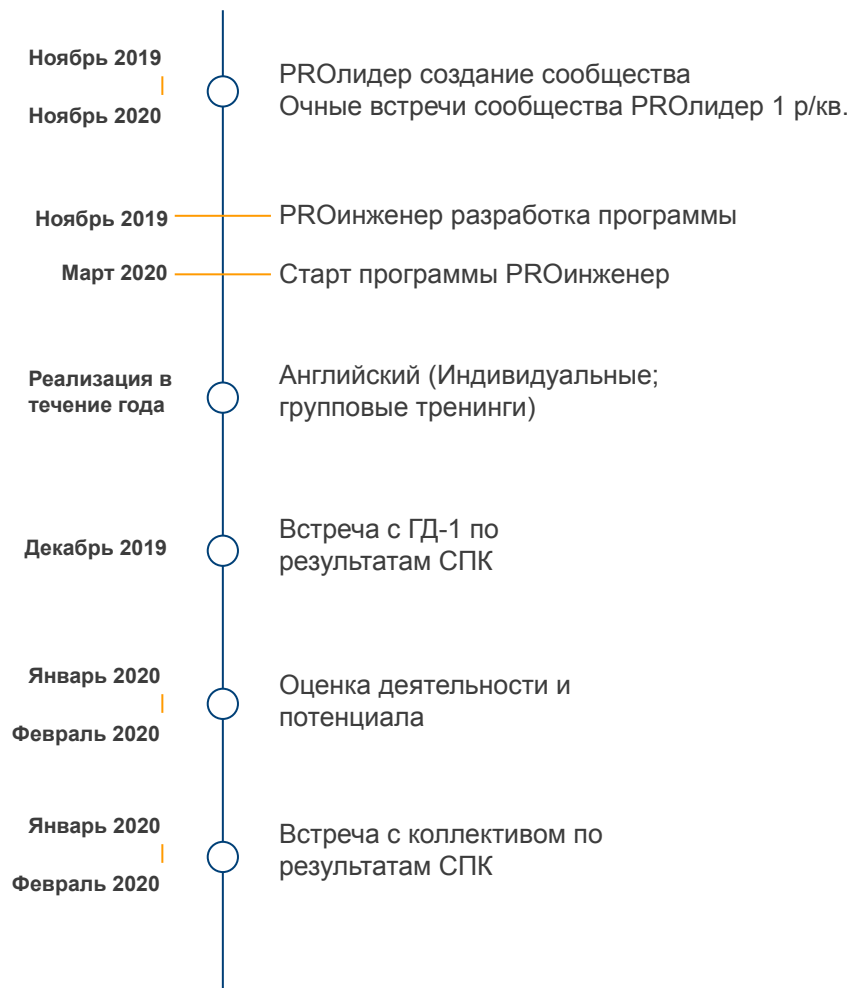 Ноябрь 2019
Ноябрь 2020
PROлидер создание сообщества
Очные встречи сообщества PROлидер 1 р/кв.
Ноябрь 2019
PROинженер разработка программы
Март 2020
Старт программы PROинженер
Реализация в
течение года
Английский (Индивидуальные;
групповые тренинги)
Декабрь 2019
Встреча с ГД-1 по
результатам СПК
Январь 2020
Февраль 2020
Оценка деятельности и
потенциала
Январь 2020
Февраль 2020
Встреча с коллективом по
результатам СПК